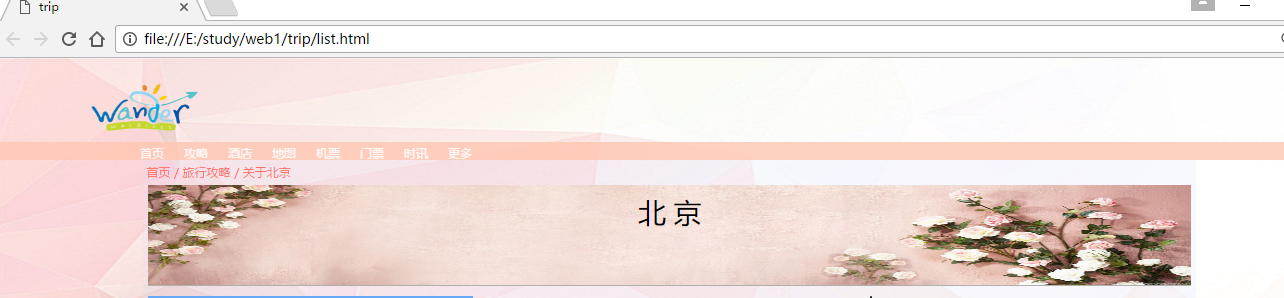 trip
file:///E:/study/web1/trip/list.html
wander
首页 攻略 酒店 地图 机票 门票 时讯 更多
首页 / 旅行攻略 / 关于北京
北京